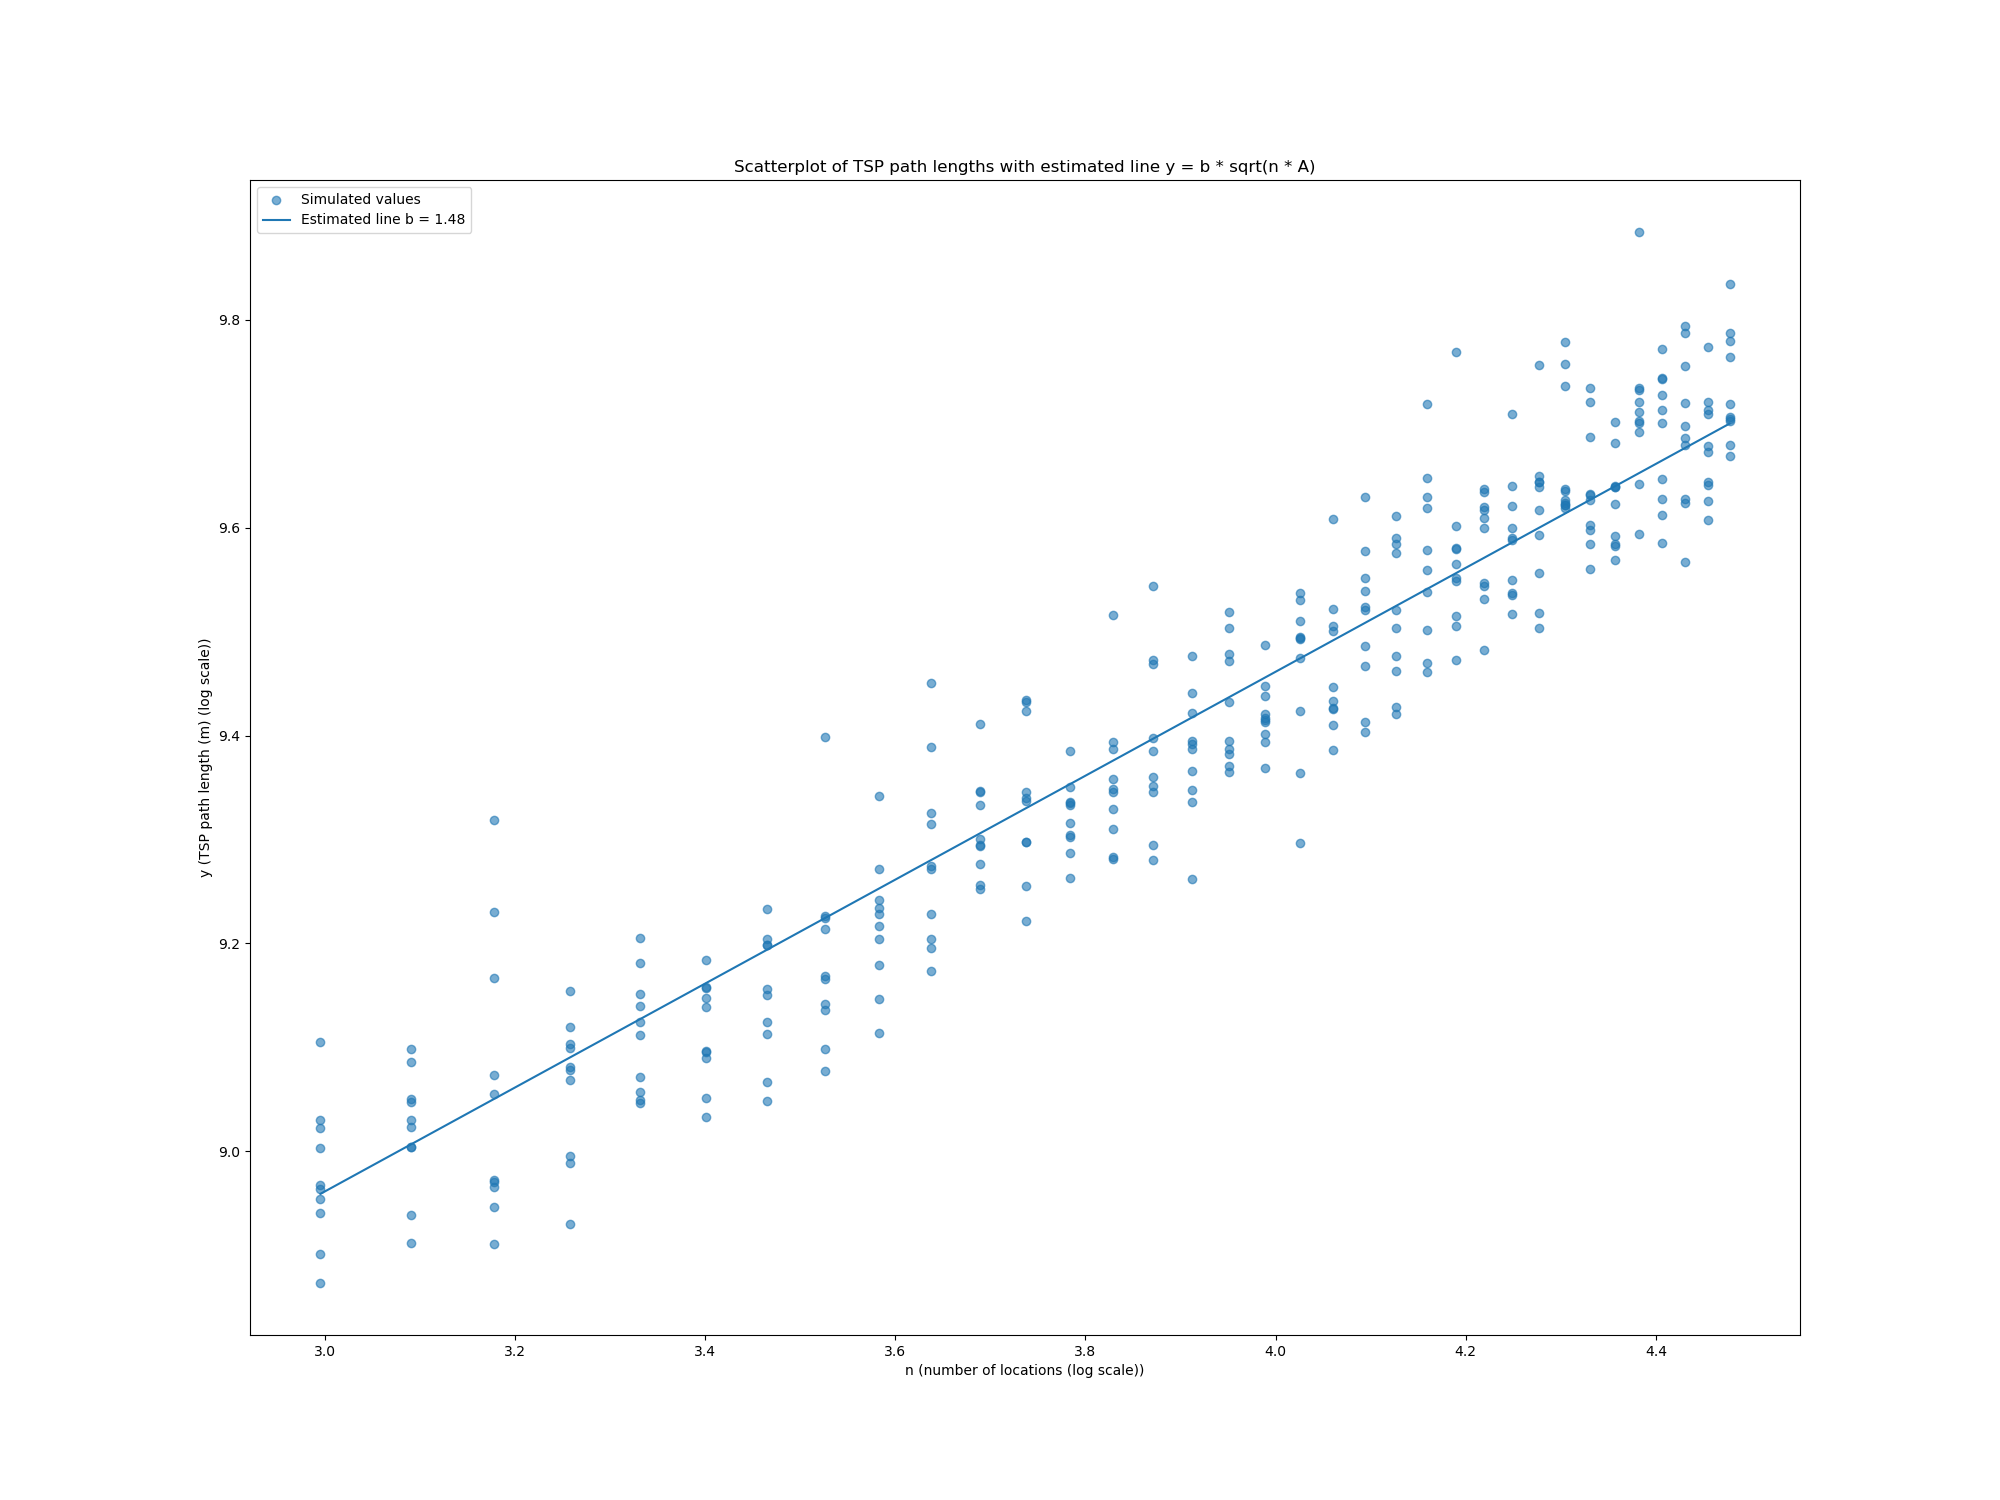 Scatterplot of TSP path lengths with estimated line y = b * sqrt(n * A)
Simulated values
Estimated line b = 1.48
y (TSP path length (m) (log scale))
9.8
9.6
9.4
9.2
9.0
3.0 3.2 3.4 3.6 3.8 4.0 4.2 4.4
n (number of locations (log scale))